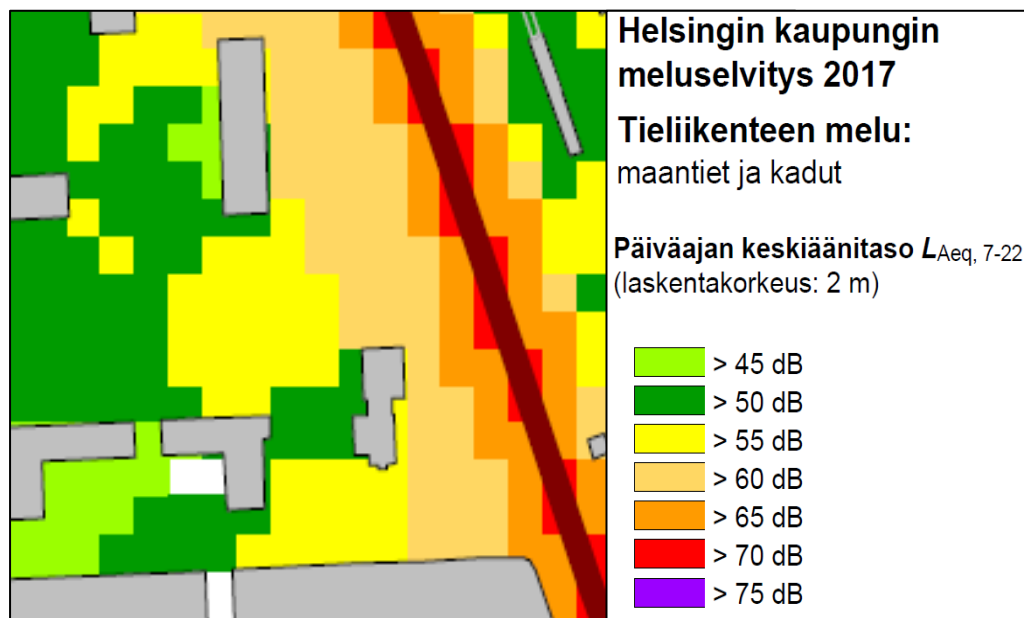 Helsingin kaupungin
meluselvitys 2017
Tieliikenteen melu:
maantiet ja kadut
Päiväajan keskiäänitaso LAeq, 7-22
(laskentakorkeus: 2 m)
> 45 dB
> 50 dB
> 55 dB
> 60 dB
> 65 dB
> 70 dB
> 75 dB